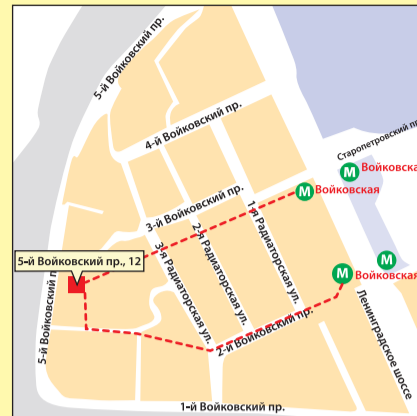 5-й Войковский пр.
4-й Войковский пр.
Старопетровский пр
М
Войковска
М
Войковская
3-й Войковский пр.
1-я Радиаторская ул.
2-я Радиаторская ул.
3-я Радиаторская ул.
5-й Войковский пр., 12
М
М
Войковская
5-й Войковский пр
Ленинградское шоссе
2-й Войковский пр.
1-й Войковский пр.